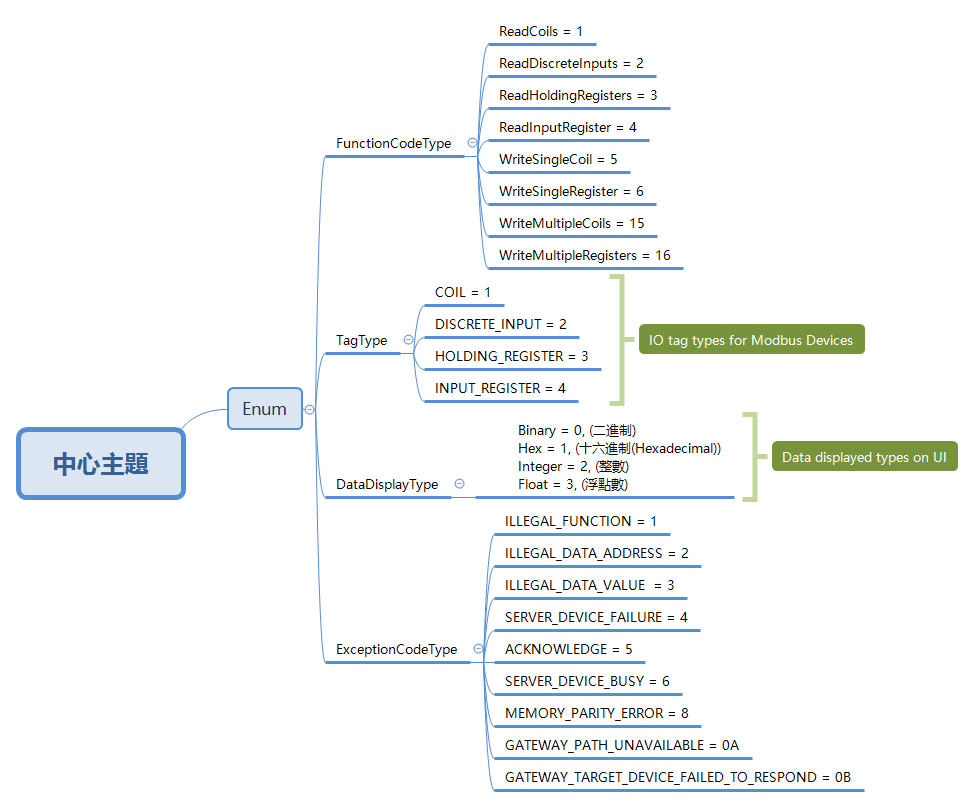 中心主題
Enum
FunctionCodeType
ReadCoils = 1
ReadDiscreteInputs = 2
ReadHoldingRegisters = 3
ReadInputRegister = 4
WriteSingleCoil = 5
WriteSingleRegister = 6
WriteMultipleCoils = 15
WriteMultipleRegisters = 16
TagType
COIL = 1
DISCRETE_INPUT = 2
HOLDING_REGISTER = 3
INPUT_REGISTER = 4
IO tag types for Modbus Devices
DataDisplayType
Binary = 0, (二進制)
Hex = 1, (十六進制(Hexadecimal))
Integer = 2, (整數)
Float = 3, (浮點數)
Data displayed types on UI
ExceptionCodeType
ILLEGAL_FUNCTION = 1
ILLEGAL_DATA_ADDRESS = 2
ILLEGAL_DATA_VALUE  = 3
SERVER_DEVICE_FAILURE = 4
ACKNOWLEDGE = 5
SERVER_DEVICE_BUSY = 6
MEMORY_PARITY_ERROR = 8
GATEWAY_PATH_UNAVAILABLE = 0A
GATEWAY_TARGET_DEVICE_FAILED_TO_RESPOND = 0B